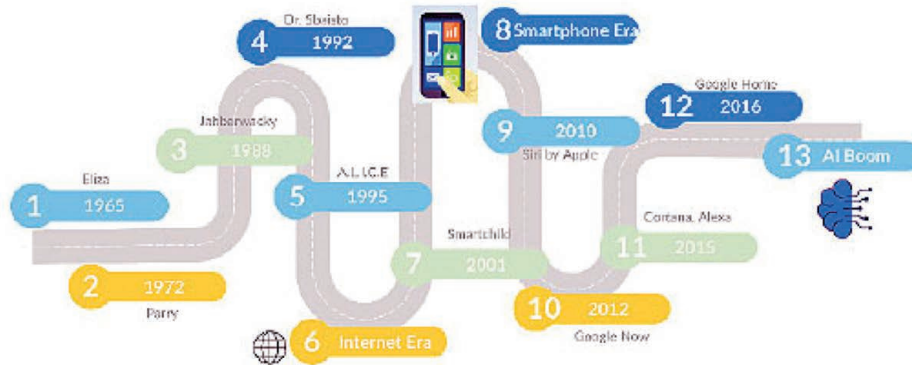 Eliza
1 1965
2 1972
Parry
Jabberwacky
3 1988
Dr. Sbaisto
4 1992
A.L.I.C.E
5 1995
6 Internet Era
Smartchild
7 2001
8 Smartphone Era
9 2010
Siri by Apple
10 2012
Google Now
Cortana, Alexa
11 2015
Google Home
12 2016
13 AI Boom